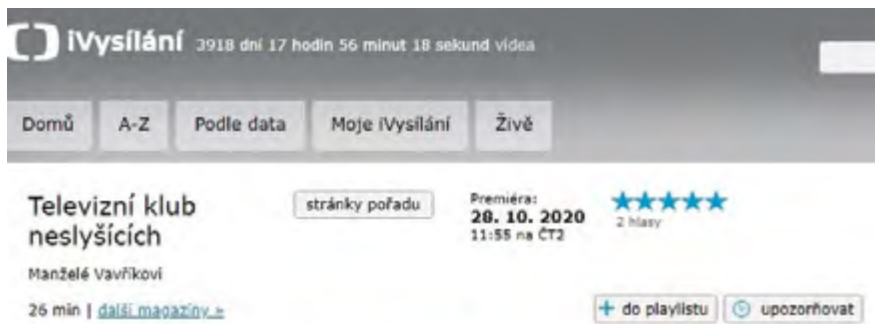 iVysílání 3918 dní 17 hodin 56 minut 18 sekund videa
Domů A-Z Podle data Moje iVysílání Živě
Televizní klub neslyšících
stránky pořadu
Premiéra:
28. 10. 2020
11:55 na ČT2
2 hlasy
Manželé Vavříkovi
26 min | další magazíny »
+ do playlistu
upozorňovat